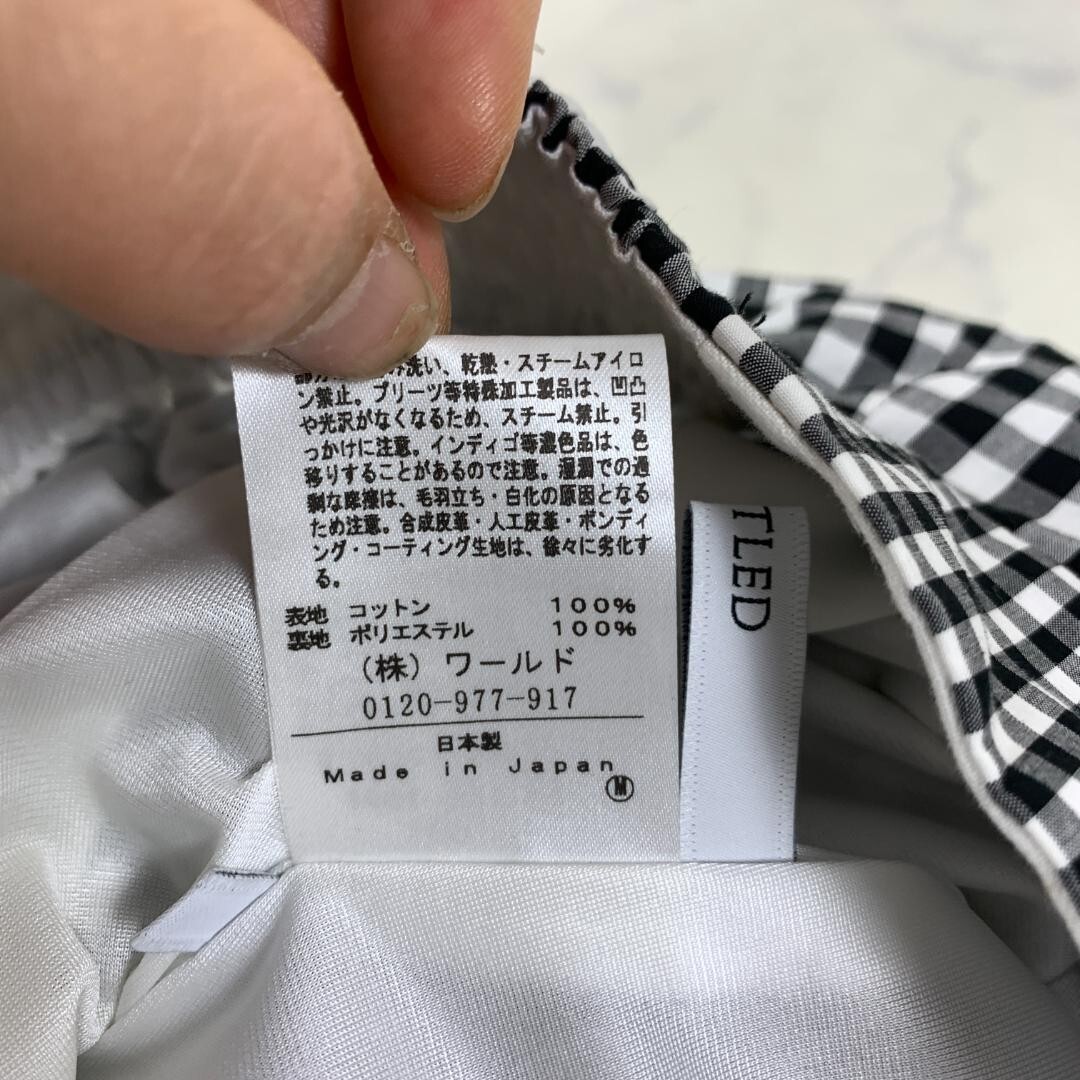 洗い、乾熱・スチームアイロ
ン禁止。プリーツ等特殊加工製品は、凹凸
や光沢がなくなるため、スチーム禁止。引
っかけに注意。インディゴ等濃色品は、色
移りすることがあるので注意。湿潤での過
剰な摩擦は、毛羽立ち・白化の原因となる
ため注意。合成皮革・人工皮革・ボンディ
ング・コーティング生地は、徐々に劣化す
る。
表地 コットン 100%
裏地 ポリエステル 100%
(株) ワールド
0120-977-917
日本製
Made in Japan
M
TLED